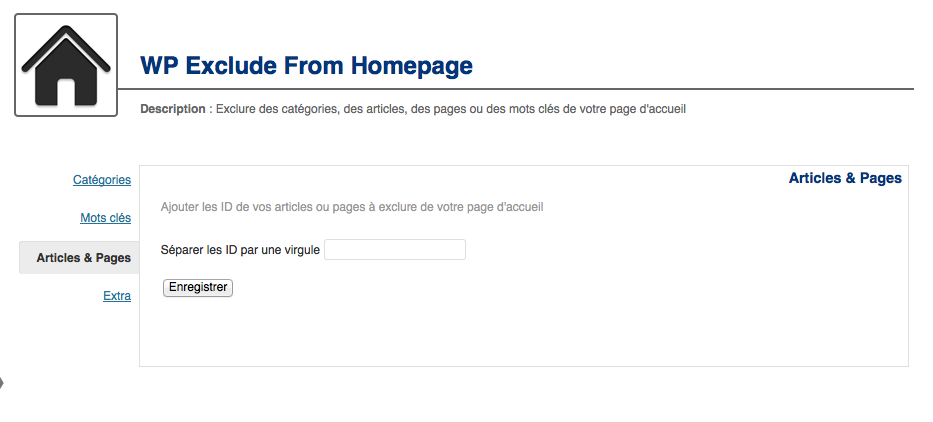 WP Exclude From Homepage
Description : Exclure des catégories, des articles, des pages ou des mots clés de votre page d'accueil
Catégories
Mots clés
Articles & Pages
Extra
Articles & Pages
Ajouter les ID de vos articles ou pages à exclure de votre page d'accueil
Séparer les ID par une virgule
Enregistrer